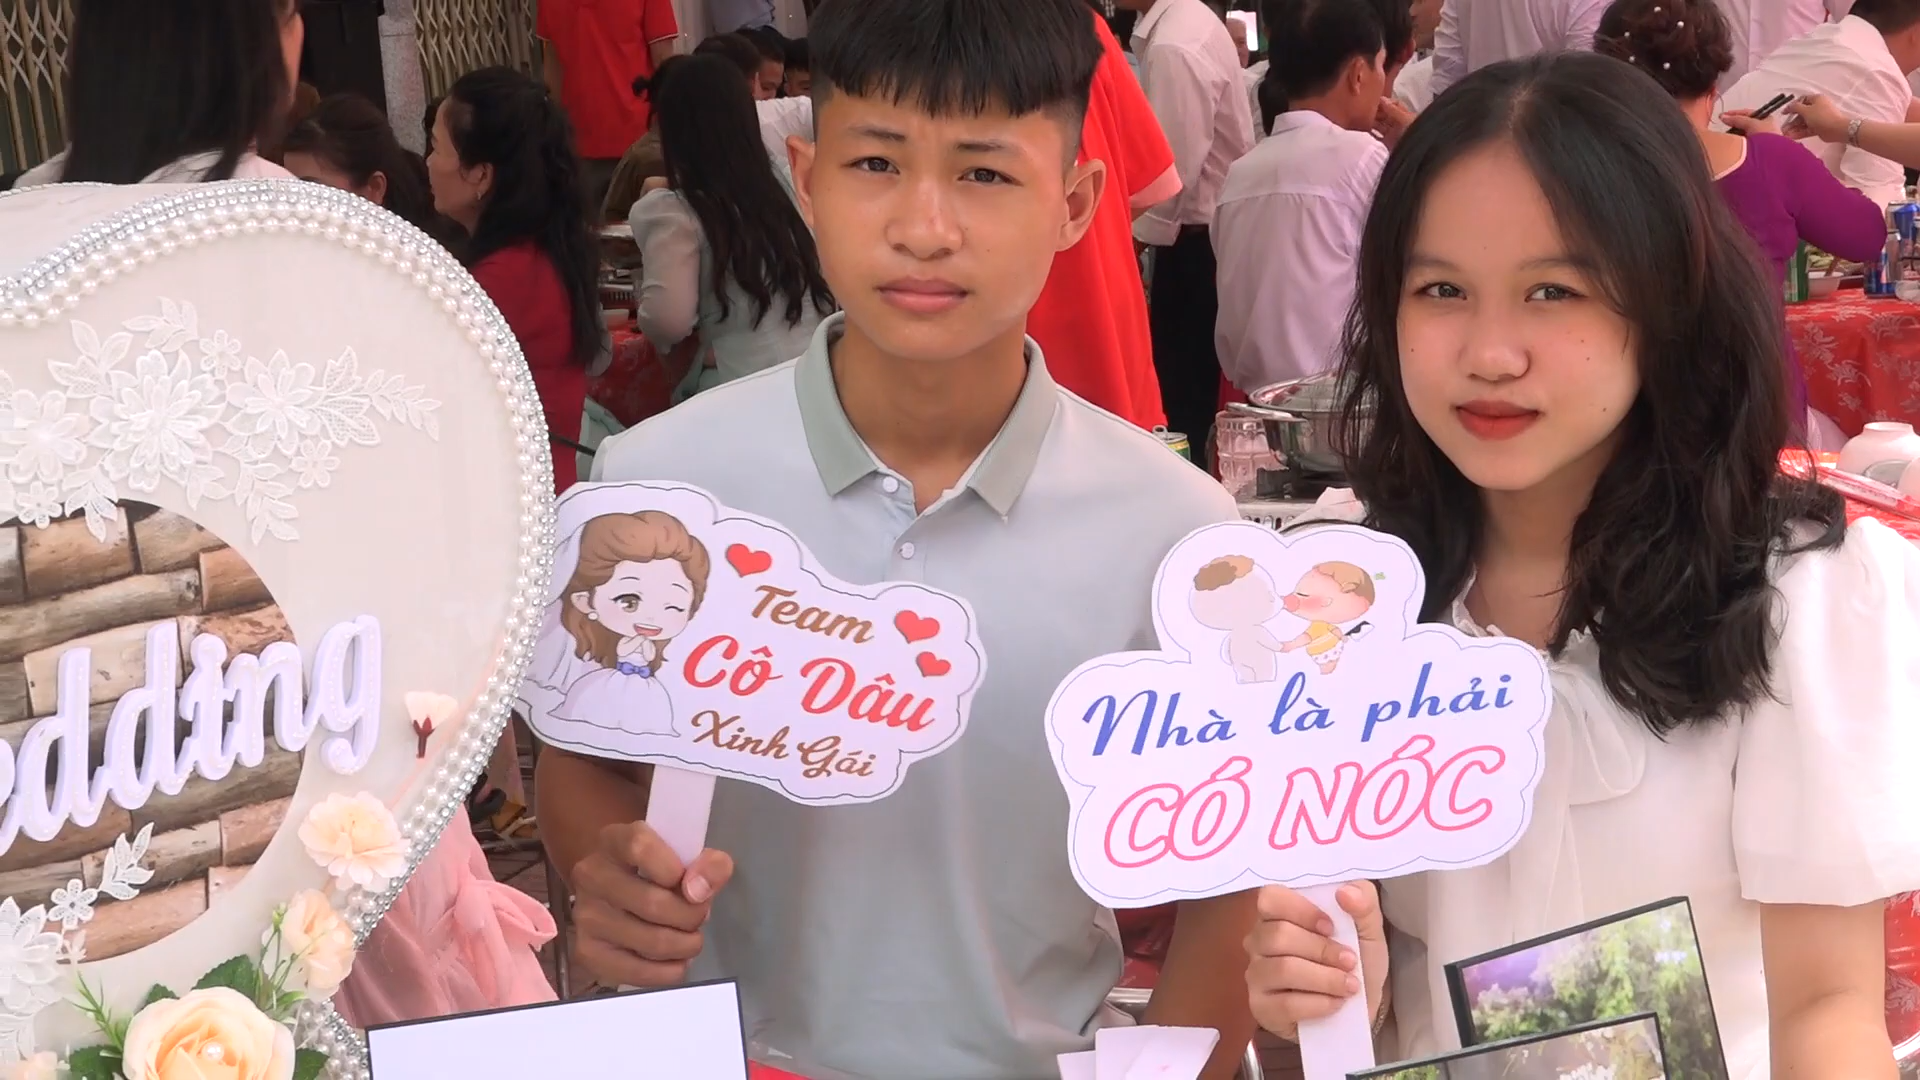 edding
Team
Cô Dâu
Xinh Gái
Nhà là phải
CÓ NÓC